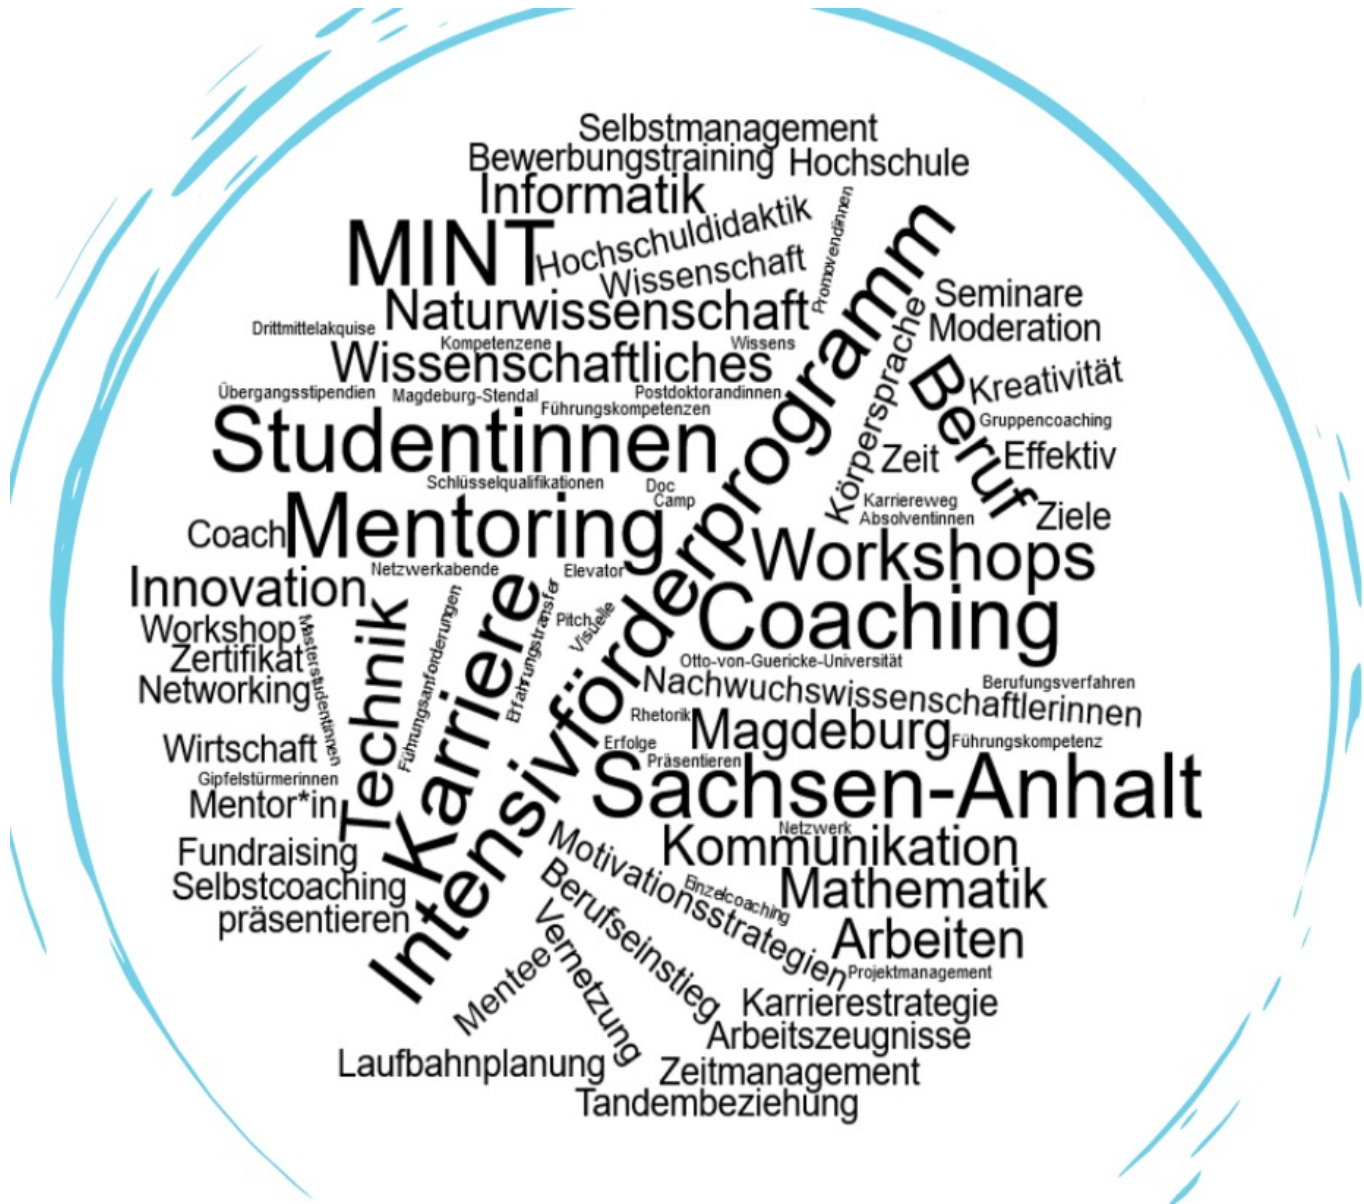 Selbstmanagement
Bewerbungstraining Hochschule
Informatik
Hochschuldidaktik
Promovendinnen
MINT
Wissenschaft
Intensivförderprogramm
Naturwissenschaft
Seminare
Moderation
Körpersprache
Drittmittelakquise
Kompetenzene
Wissens
Wissenschaftliches
Beruf
Kreativität
Übergangsstipendien
Magdeburg-Stendal
Postdoktorandinnen
Führungskompetenzen
Gruppencoaching
Studentinnen
Zeit
Effektiv
Schlüsselqualifikationen
Doc
Camp
Karriereweg
Absolventinnen
Ziele
Coach
Mentoring
Workshops
Netzwerkabende
Elevator
Innovation
Coaching
Technik
Führungsanforderungen
Karriere
Erfahrungstransfer
Pitch
Visuelle
Workshop
Masterstudentinnen
Zertifikat
Networking
Otto-von-Guericke-Universität
Nachwuchswissenschaftlerinnen
Berufungsverfahren
Rhetorik
Magdeburg
Führungskompetenz
Wirtschaft
Erfolge
Präsentieren
Gipfelstürmerinnen
Sachsen-Anhalt
Mentor*in
Netzwerk
Kommunikation
Motivationsstrategien
Fundraising
Einzelcoaching
Mathematik
Selbstcoaching
Berufseinstieg
präsentieren
Vernetzung
Arbeiten
Mentee
Projektmanagement
Karrierestrategie
Arbeitszeugnisse
Laufbahnplanung
Zeitmanagement
Tandembeziehung